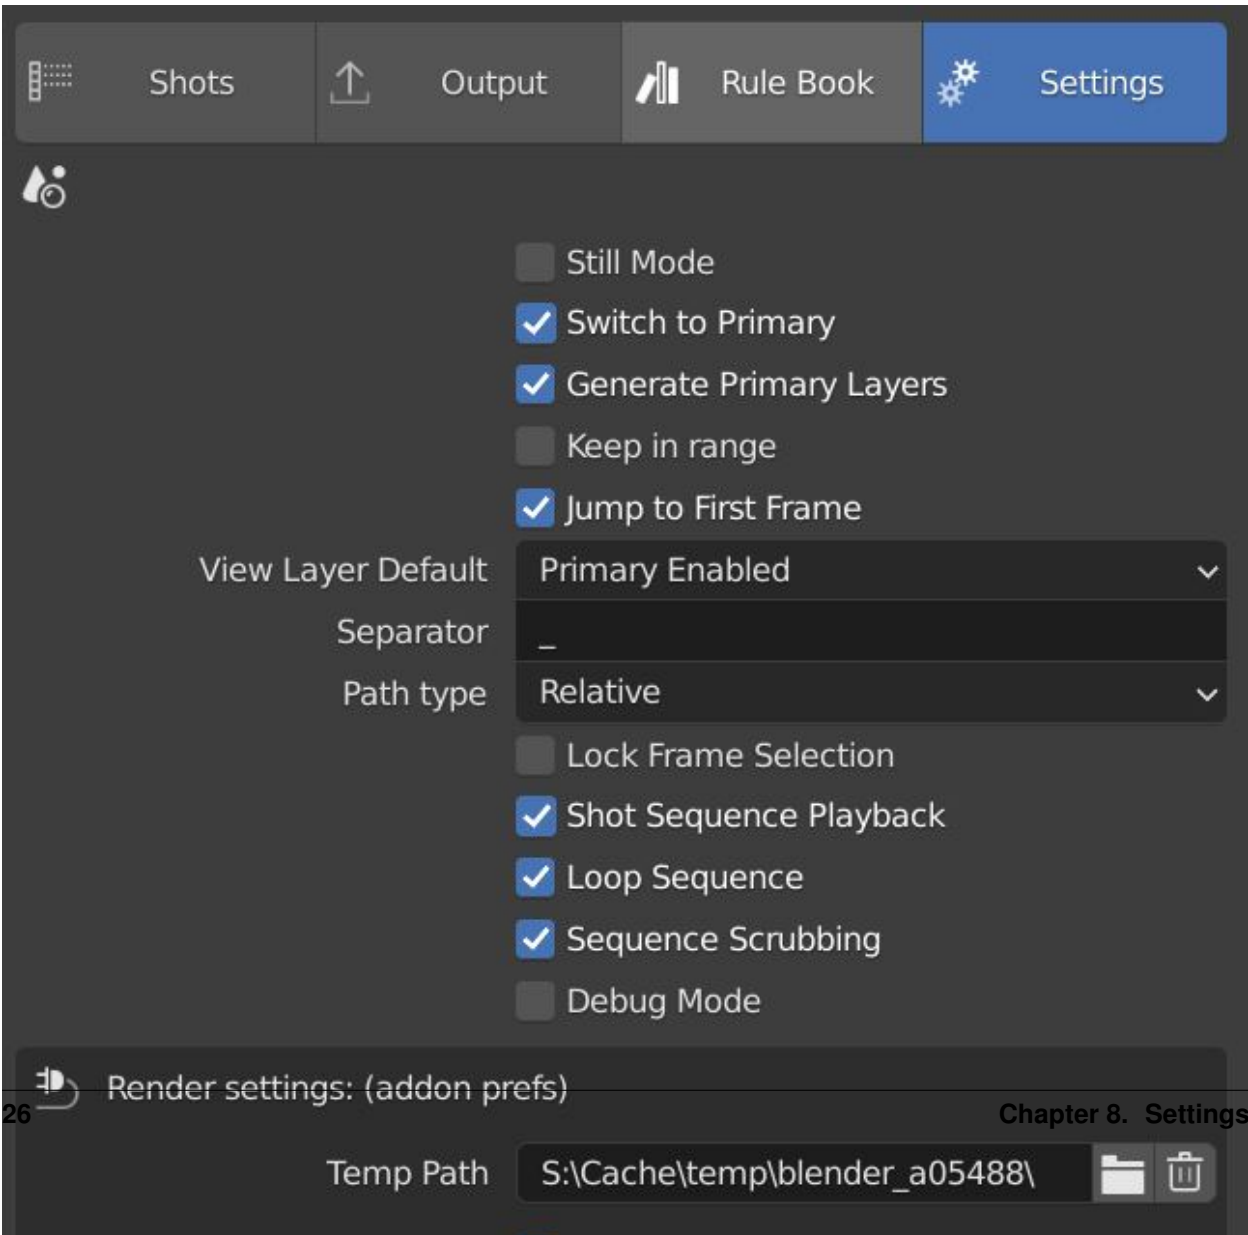 Shots Output Rule Book Settings
Still Mode
Switch to Primary
Generate Primary Layers
Keep in range
Jump to First Frame
View Layer Default Primary Enabled
Separator _
Path type Relative
Lock Frame Selection
Shot Sequence Playback
Loop Sequence
Sequence Scrubbing
Debug Mode
Render settings: (addon prefs)
26 Chapter 8. Settings
Temp Path S:\Cache\temp\blender_a05488\